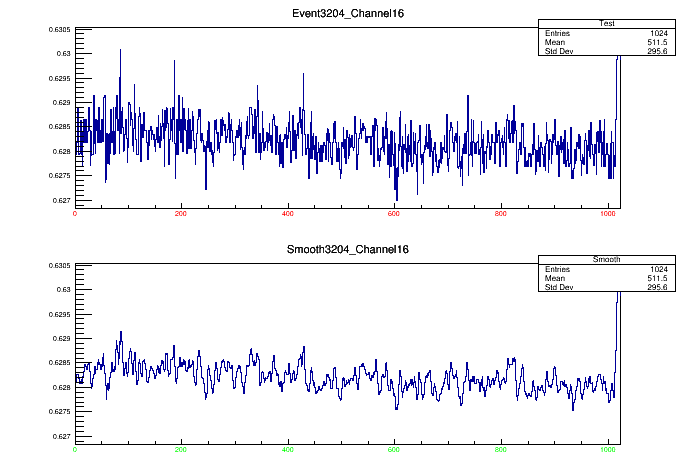 Event3204_Channel16
Test
Entries 1024
Mean 511.5
Std Dev 295.6
0.6305
0.63
0.6295
0.629
0.6285
0.628
0.6275
0.627
0 200 400 600 800 1000
Smooth3204_Channel16
Smooth
Entries 1024
Mean 511.5
Std Dev 295.6
0.6305
0.63
0.6295
0.629
0.6285
0.628
0.6275
0.627
0 200 400 600 800 1000